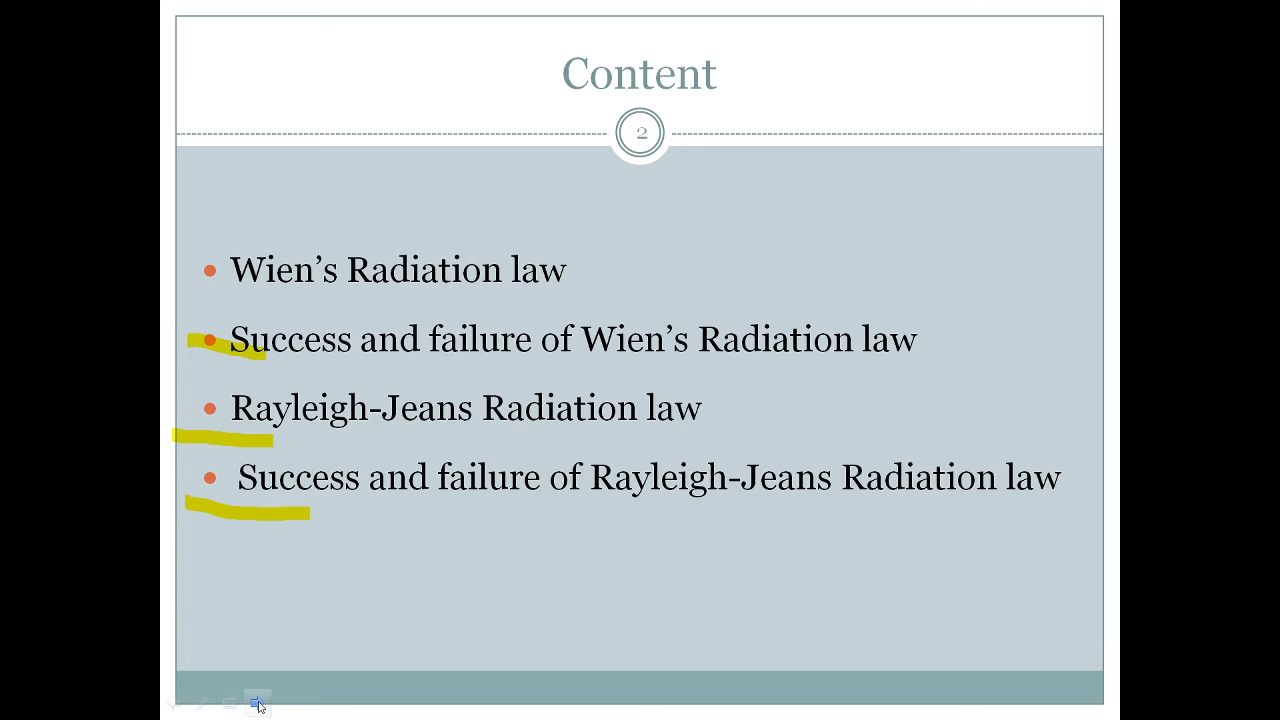 Content
2
• Wien’s Radiation law
• Success and failure of Wien’s Radiation law
• Rayleigh-Jeans Radiation law
• Success and failure of Rayleigh-Jeans Radiation law